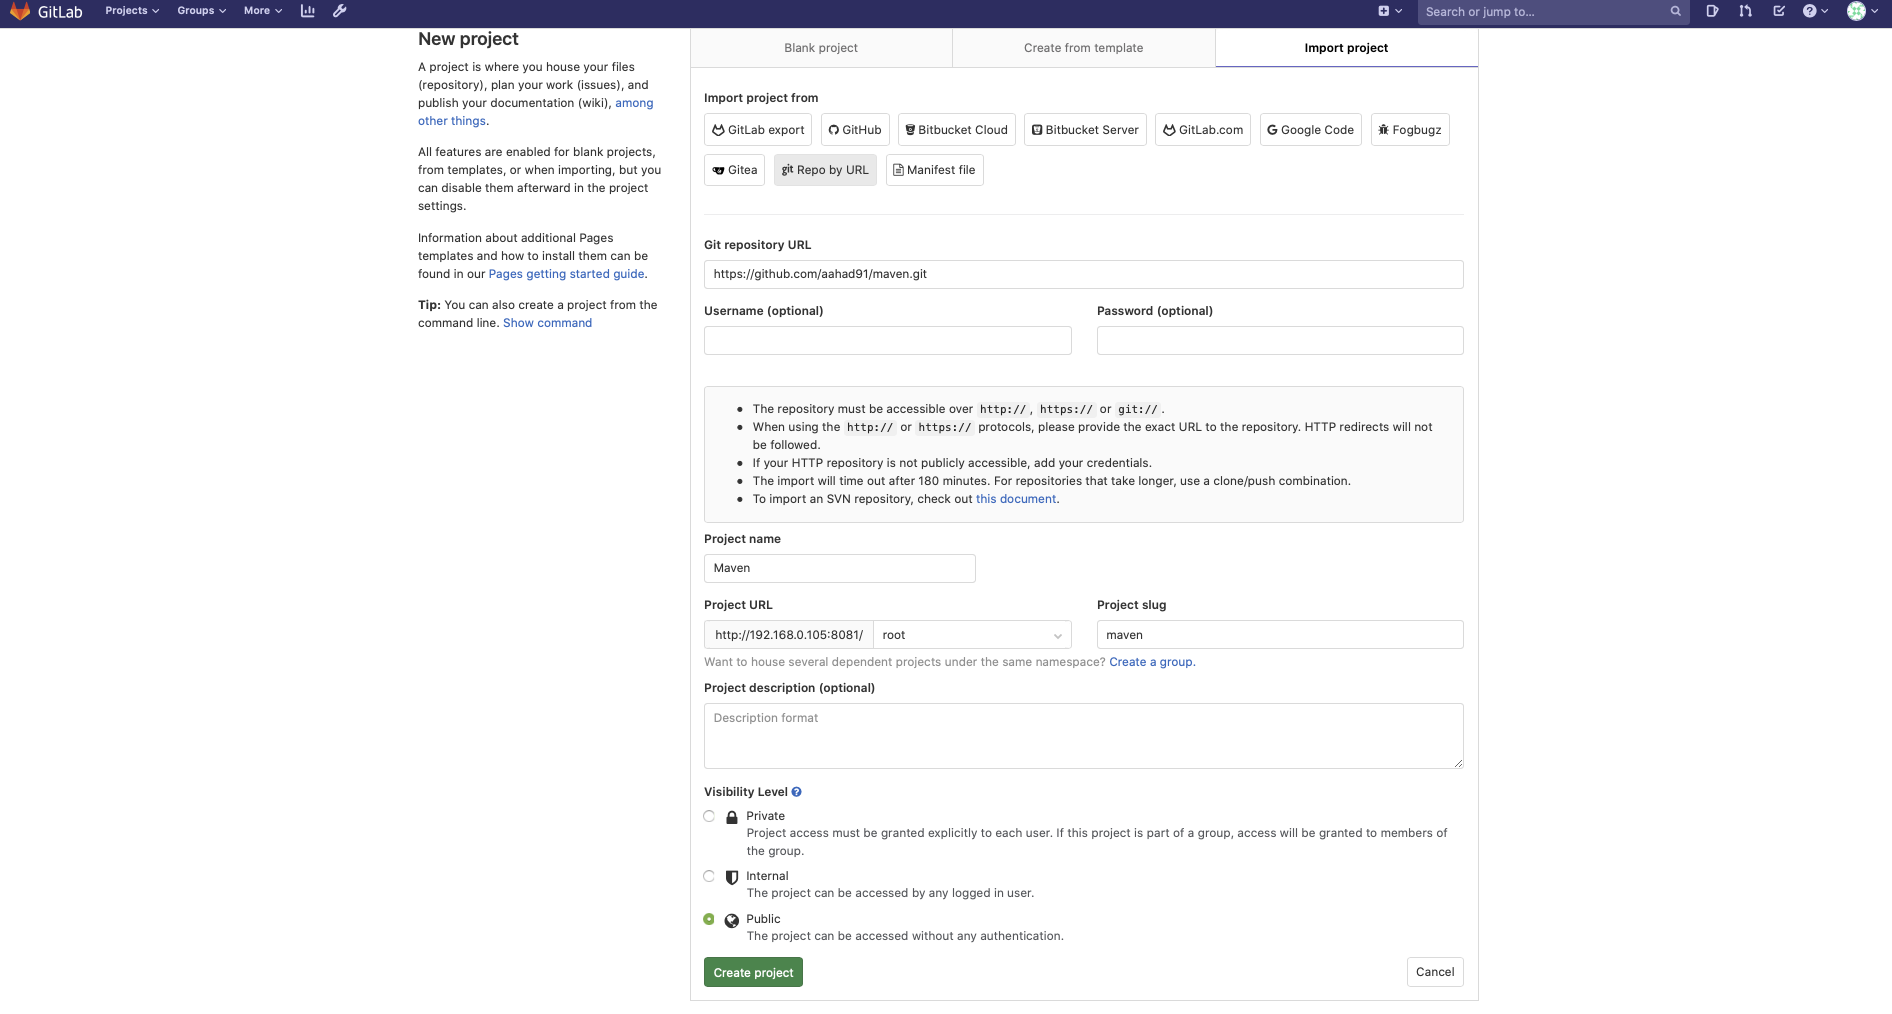 GitLab Projects Groups More Search or jump to...
New project
A project is where you house your files
(repository), plan your work (issues), and
publish your documentation (wiki), among
other things.
All features are enabled for blank projects,
from templates, or when importing, but you
can disable them afterward in the project
settings.
Information about additional Pages
templates and how to install them can be
found in our Pages getting started guide.
Tip: You can also create a project from the
command line. Show command
Blank project Create from template Import project
Import project from
GitLab export GitHub Bitbucket Cloud Bitbucket Server GitLab.com Google Code Fogbugz
Gitea git Repo by URL Manifest file
Git repository URL
https://github.com/aahad91/maven.git
Username (optional) Password (optional)
The repository must be accessible over http://, https:// or git://.
When using the http:// or https:// protocols, please provide the exact URL to the repository. HTTP redirects will not
be followed.
If your HTTP repository is not publicly accessible, add your credentials.
The import will time out after 180 minutes. For repositories that take longer, use a clone/push combination.
To import an SVN repository, check out this document.
Project name
Maven
Project URL Project slug
http://192.168.0.105:8081/ root maven
Want to house several dependent projects under the same namespace? Create a group.
Project description (optional)
Description format
Visibility Level
Private
Project access must be granted explicitly to each user. If this project is part of a group, access will be granted to members of
the group.
Internal
The project can be accessed by any logged in user.
Public
The project can be accessed without any authentication.
Create project Cancel